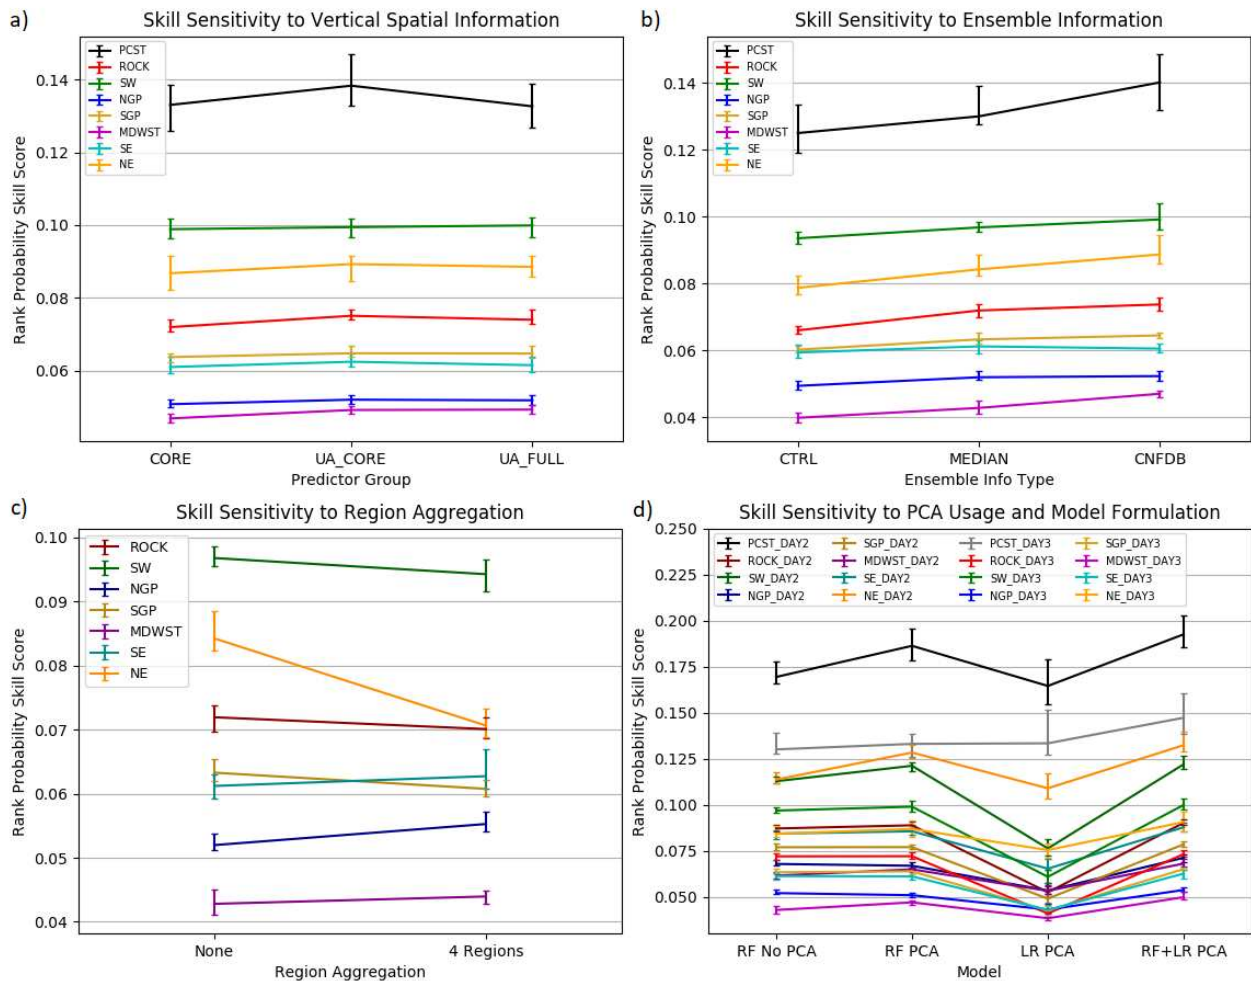 a) Skill Sensitivity to Vertical Spatial Information
PCST
ROCK
SW
NGP
SGP
MDWST
SE
NE
0.14
0.12
0.10
0.08
0.06
Rank Probability Skill Score
CORE UA_CORE UA_FULL
Predictor Group
b) Skill Sensitivity to Ensemble Information
PCST
ROCK
SW
NGP
SGP
MDWST
SE
NE
0.14
0.12
0.10
0.08
0.06
0.04
Rank Probability Skill Score
CTRL MEDIAN CNFDB
Ensemble Info Type
c) Skill Sensitivity to Region Aggregation
ROCK
SW
NGP
SGP
MDWST
SE
NE
0.10
0.09
0.08
0.07
0.06
0.05
0.04
Rank Probability Skill Score
None 4 Regions
Region Aggregation
d) Skill Sensitivity to PCA Usage and Model Formulation
PCST_DAY2 SGP_DAY2 PCST_DAY3 SGP_DAY3
ROCK_DAY2 MDWST_DAY2 ROCK_DAY3 MDWST_DAY3
SW_DAY2 SE_DAY2 SW_DAY3 SE_DAY3
NGP_DAY2 NE_DAY2 NGP_DAY3 NE_DAY3
0.250
0.225
0.200
0.175
0.150
0.125
0.100
0.075
0.050
Rank Probability Skill Score
RF No PCA RF PCA LR PCA RF+LR PCA
Model